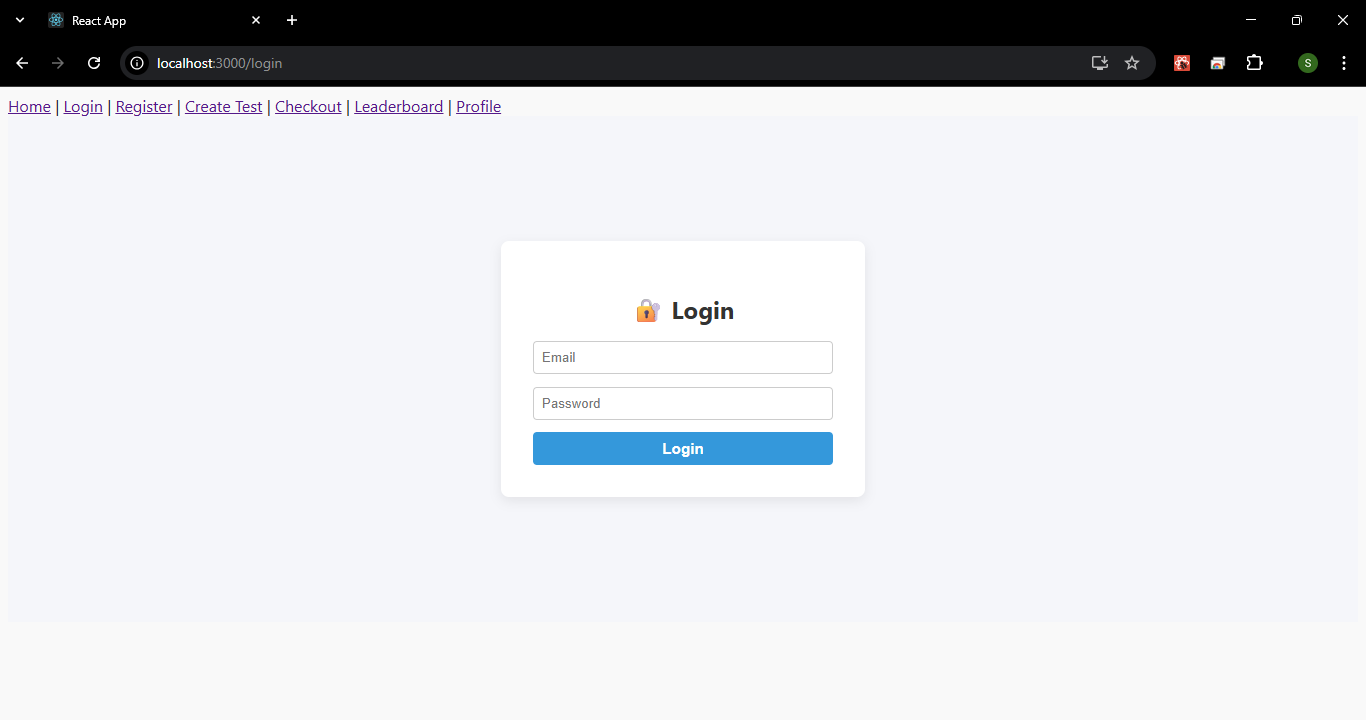 React App
localhost:3000/login
S
Home | Login | Register | Create Test | Checkout | Leaderboard | Profile
🔐 Login
Email
Password
Login